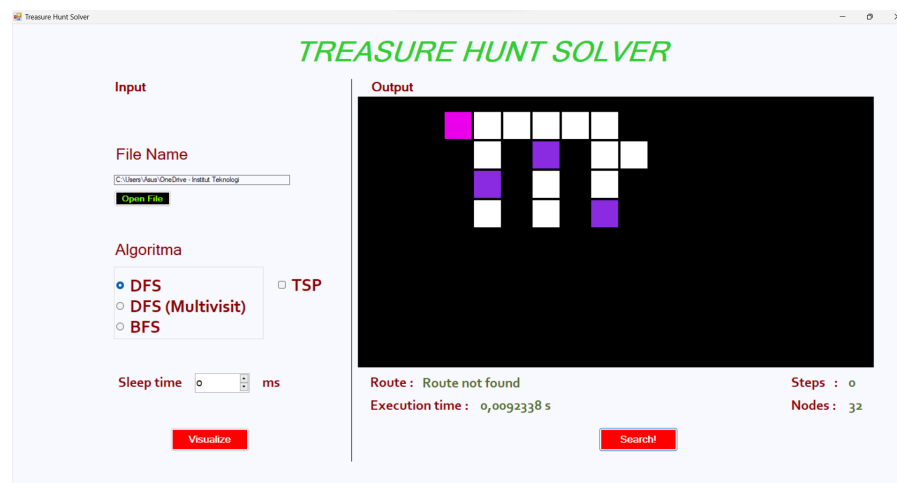 Treasure Hunt Solver
TREASURE HUNT SOLVER
Input
Output
File Name
C:\Users\Asus\OneDrive - Institut Teknologi
Open File
Algoritma
DFS
TSP
DFS (Multivisit)
BFS
Sleep time 0 ms
Visualize
Route : Route not found
Steps : 0
Execution time : 0,0092338 s
Nodes : 32
Search!